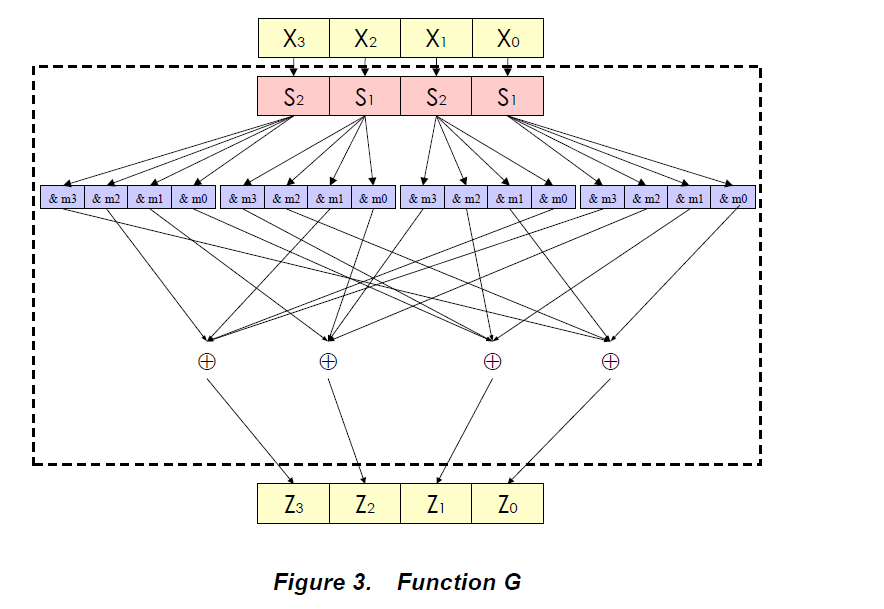 X3 X2 X1 X0
S2 S1 S2 S1
& m3 & m2 & m1 & m0 & m3 & m2 & m1 & m0 & m3 & m2 & m1 & m0 & m3 & m2 & m1 & m0
⊕ ⊕ ⊕ ⊕
Z3 Z2 Z1 Z0
Figure 3. Function G